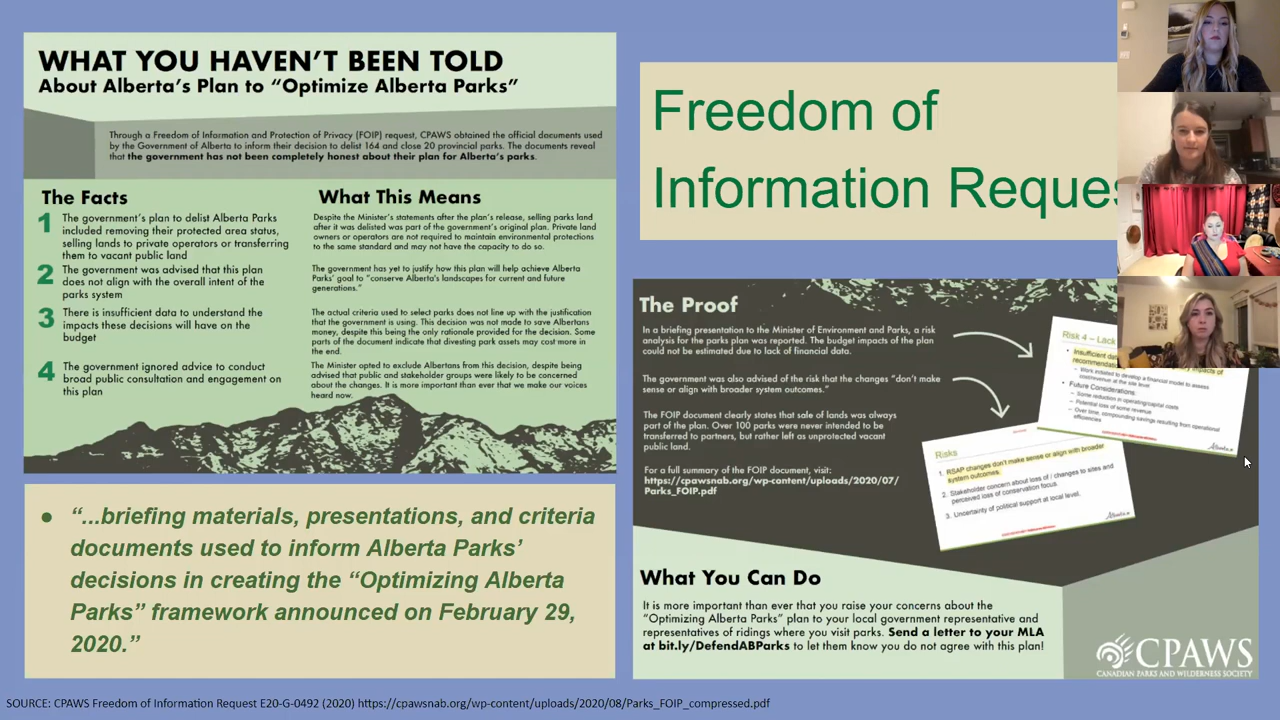 WHAT YOU HAVEN'T BEEN TOLD
About Alberta's Plan to "Optimize Alberta Parks"
Through a Freedom of Information and Protection of Privacy (FOIP) request, CPAWS obtained the official documents used
by the Government of Alberta to inform their decision to delist 164 and close 20 provincial parks. The documents reveal
that the government has not been completely honest about their plan for Alberta's parks.
The Facts
1 The government's plan to delist Alberta Parks
included removing their protected area status,
selling lands to private operators or transferring
them to vacant public land
2 The government was advised that this plan
does not align with the overall intent of the
parks system
3 There is insufficient data to understand the
impacts these decisions will have on the
budget
4 The government ignored advice to conduct
broad public consultation and engagement on
this plan
What This Means
Despite the Minister's statements after the plan's release, selling parks land
after it was delisted was part of the government's original plan. Private land
owners or operators are not required to maintain environmental protections
to the same standard and may not have the capacity to do so.
The government has yet to justify how this plan will help achieve Alberta
Parks' goal to "conserve Alberta's landscapes for current and future
generations."
The actual criteria used to select parks does not line up with the justification
that the government is using. This decision was not made to save Albertans
money, despite this being the only rationale provided for the decision. Some
parts of the document indicate that divesting park assets may cost more in
the end.
The Minister opted to exclude Albertans from this decision, despite being
advised that public and stakeholder groups were likely to be concerned
about the changes. It is more important than ever that we make our voices
heard now.
• "...briefing materials, presentations, and criteria
documents used to inform Alberta Parks'
decisions in creating the "Optimizing Alberta
Parks" framework announced on February 29,
2020."
Freedom of
Information Reques
The Proof
In a briefing presentation to the Minister of Environment and Parks, a risk
analysis for the parks plan was reported. The budget impacts of the plan
could not be estimated due to lack of financial data.
The government was also advised of the risk that the changes "don't make
sense or align with broader system outcomes."
The FOIP document clearly states that sale of lands was always
part of the plan. Over 100 parks were never intended to be
transferred to partners, but rather left as unprotected vacant
public land.
For a full summary of the FOIP document, visit:
https://cpawsnab.org/wp-content/uploads/2020/07/
Parks_FOIP.pdf
Risk 4 – Lack
• Insufficient da
recommendation
impacts of
– Work initiated to develop a financial model to assess
cost/revenue at the site level
• Future Considerations:
– Some reduction in operating/capital costs
– Potential loss of some revenue
– Over time, compounding savings resulting from operational
efficiencies
Alberta
Risks
1. RSAP changes don't make sense or align with broader
system outcomes.
2. Stakeholder concern about loss of / changes to sites and
perceived loss of conservation focus.
3. Uncertainty of political support at local level.
Alberta
What You Can Do
It is more important than ever that you raise your concerns about the
"Optimizing Alberta Parks" plan to your local government representative and
representatives of ridings where you visit parks. Send a letter to your MLA
at bit.ly/DefendABParks to let them know you do not agree with this plan!
CPAWS
CANADIAN PARKS AND WILDERNESS SOCIETY
SOURCE: CPAWS Freedom of Information Request E20-G-0492 (2020) https://cpawsnab.org/wp-content/uploads/2020/08/Parks_FOIP_compressed.pdf